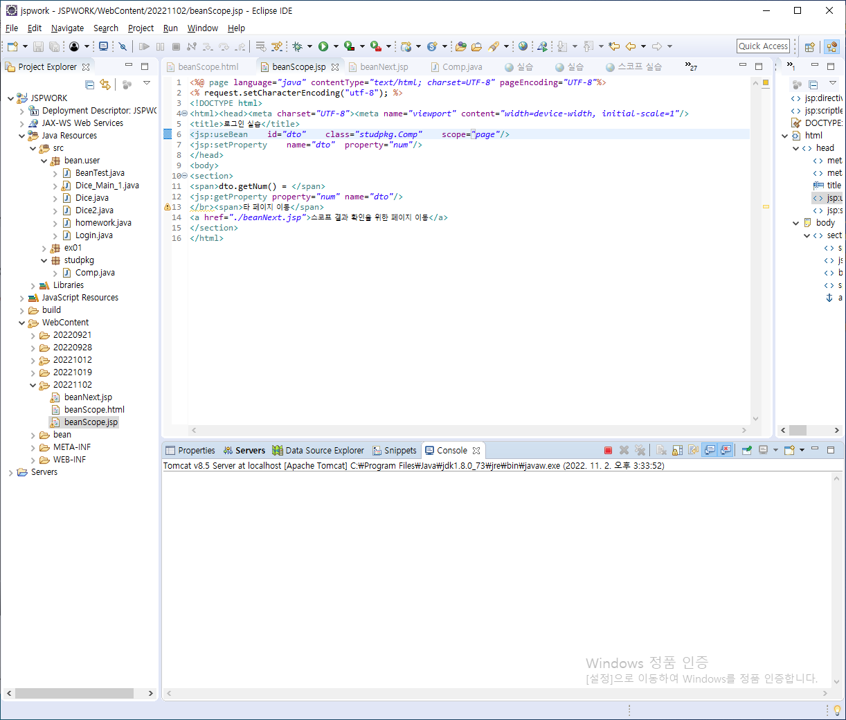 jspwork - JSPWORK/WebContent/20221102/beanScope.jsp - Eclipse IDE
File Edit Navigate Search Project Run Window Help
Quick Access
Project Explorer
JSPWORK
Deployment Descriptor: JSPWO
JAX-WS Web Services
Java Resources
src
bean.user
BeanTest.java
Dice_Main_1.java
Dice.java
Dice2.java
homework.java
Login.java
ex01
studpkg
Comp.java
Libraries
JavaScript Resources
build
WebContent
20220921
20220928
20221012
20221019
20221102
beanNext.jsp
beanScope.html
beanScope.jsp
bean
META-INF
WEB-INF
Servers
beanScope.html beanScope.jsp beanNext.jsp Comp.java 실습 실습 스코프 실습 »27
1 <%@ page language="java" contentType="text/html; charset=UTF-8" pageEncoding="UTF-8"%>
2 <% request.setCharacterEncoding("utf-8"); %>
3 <!DOCTYPE html>
4 <html><head><meta charset="UTF-8"><meta name="viewport" content="width=device-width, initial-scale=1"/>
5 <title>로그인 실습</title>
6 <jsp:useBean id="dto" class="studpkg.Comp" scope="page"/>
7 <jsp:setProperty name="dto" property="num"/>
8 </head>
9 <body>
10 <section>
11 <span>dto.getNum() = </span>
12 <jsp:getProperty property="num" name="dto"/>
13 </br><span>타 페이지 이동</span>
14 <a href="./beanNext.jsp">스코프 결과 확인을 위한 페이지 이동</a>
15 </section>
16 </html>
»1
jsp:directiv
jsp:scriptle
DOCTYPE:
html
head
met
met
title
jsp:u
jsp:s
body
sect
s
js
b
s
a
Properties Servers Data Source Explorer Snippets Console
Tomcat v8.5 Server at localhost [Apache Tomcat] C:₩Program Files₩Java₩jdk1.8.0_73₩jre₩bin₩javaw.exe (2022. 11. 2. 오후 3:33:52)
Windows 정품 인증
[설정]으로 이동하여 Windows를 정품 인증합니다.